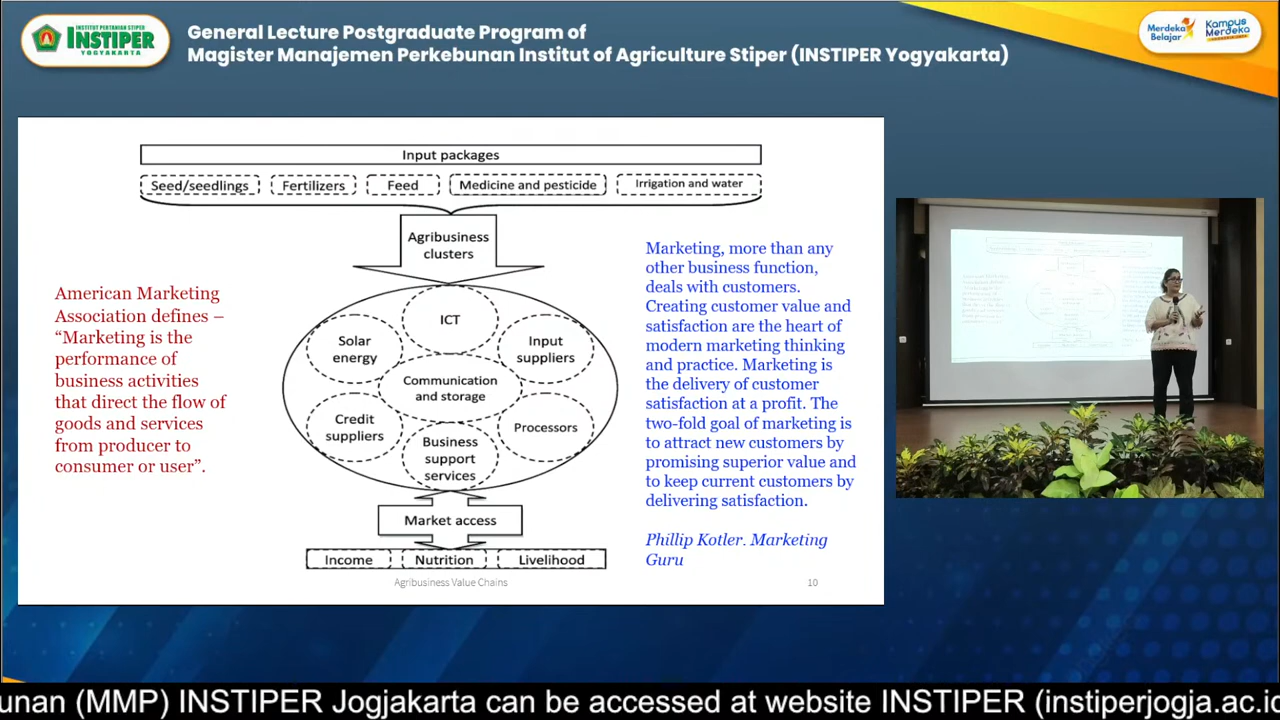 INSTITUT PERTANIAN STIPER
INSTIPER
YOGYAKARTA
General Lecture Postgraduate Program of
Magister Manajemen Perkebunan Institut of Agriculture Stiper (INSTIPER Yogyakarta)
Merdeka
Belajar
Kampus
Merdeka
INDONESIA JAYA
Input packages
Seed/seedlings Fertilizers Feed Medicine and pesticide Irrigation and water
Agribusiness
clusters
American Marketing
Association defines –
“Marketing is the
performance of
business activities
that direct the flow of
goods and services
from producer to
consumer or user”.
ICT
Solar
energy
Input
suppliers
Communication
and storage
Credit
suppliers
Processors
Business
support
services
Market access
Income Nutrition Livelihood
Marketing, more than any
other business function,
deals with customers.
Creating customer value and
satisfaction are the heart of
modern marketing thinking
and practice. Marketing is
the delivery of customer
satisfaction at a profit. The
two-fold goal of marketing is
to attract new customers by
promising superior value and
to keep current customers by
delivering satisfaction.
Phillip Kotler. Marketing
Guru
Agribusiness Value Chains 10
unan (MMP) INSTIPER Jogjakarta can be accessed at website INSTIPER (instiperjogja.ac.id